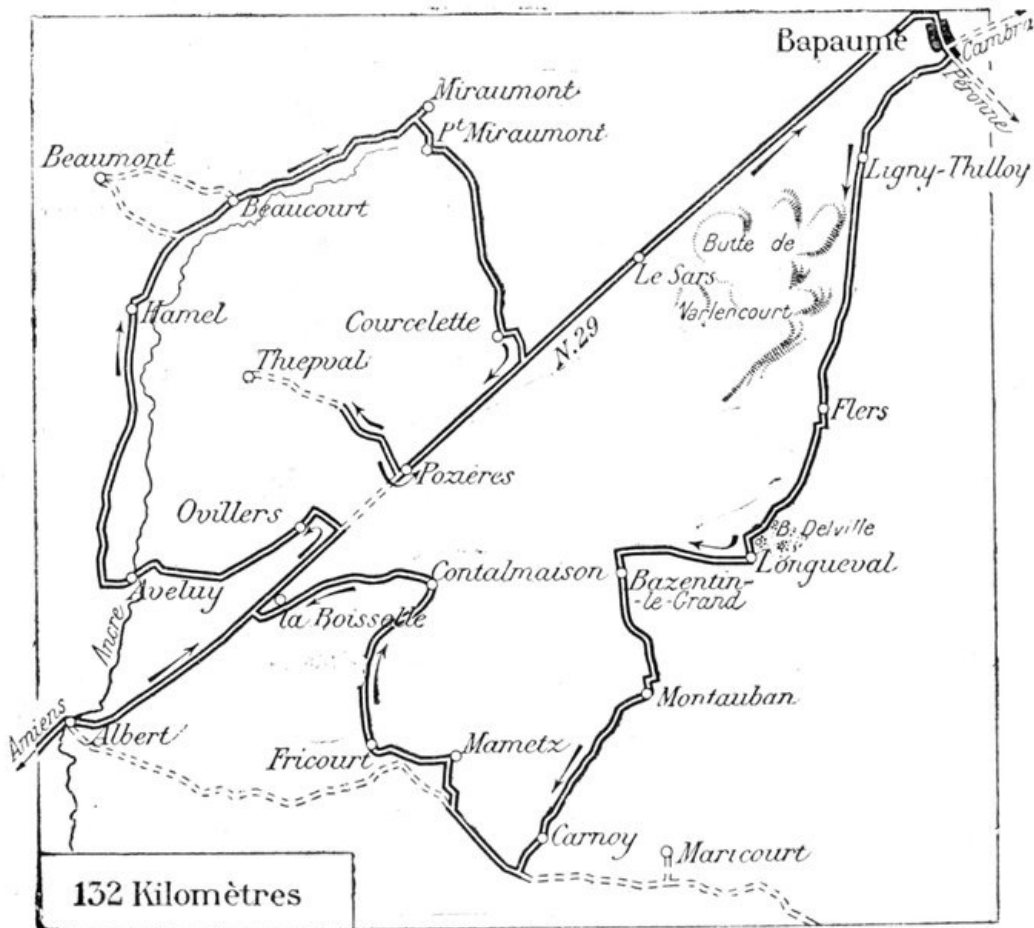 Bapaume
Cambra
Péronne
Miraumont
Pt Miraumont
Beaumont
Beaucourt
Ligny-Thilloy
Butte de
Warlencourt
Le Sars
Hamel
Courcelette
N.29
Thiepval
Flers
Pozières
Ovillers
B. Delville
Longueval
Contalmaison
Bazentin-
-le-Grand
Aveluy
la Boisselle
Ancre
Montauban
Amiens
Albert
Fricourt
Mametz
Carnoy
Maricourt
132 Kilomètres